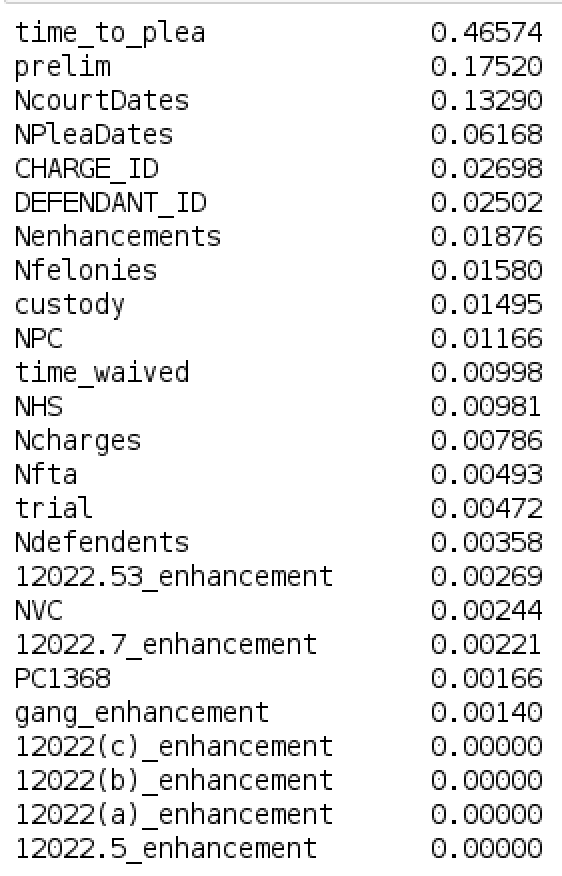 time_to_plea 0.46574
prelim 0.17520
NcourtDates 0.13290
NPleaDates 0.06168
CHARGE_ID 0.02698
DEFENDANT_ID 0.02502
Nenhancements 0.01876
Nfelonies 0.01580
custody 0.01495
NPC 0.01166
time_waived 0.00998
NHS 0.00981
Ncharges 0.00786
Nfta 0.00493
trial 0.00472
Ndefendents 0.00358
12022.53_enhancement 0.00269
NVC 0.00244
12022.7_enhancement 0.00221
PC1368 0.00166
gang_enhancement 0.00140
12022(c)_enhancement 0.00000
12022(b)_enhancement 0.00000
12022(a)_enhancement 0.00000
12022.5_enhancement 0.00000